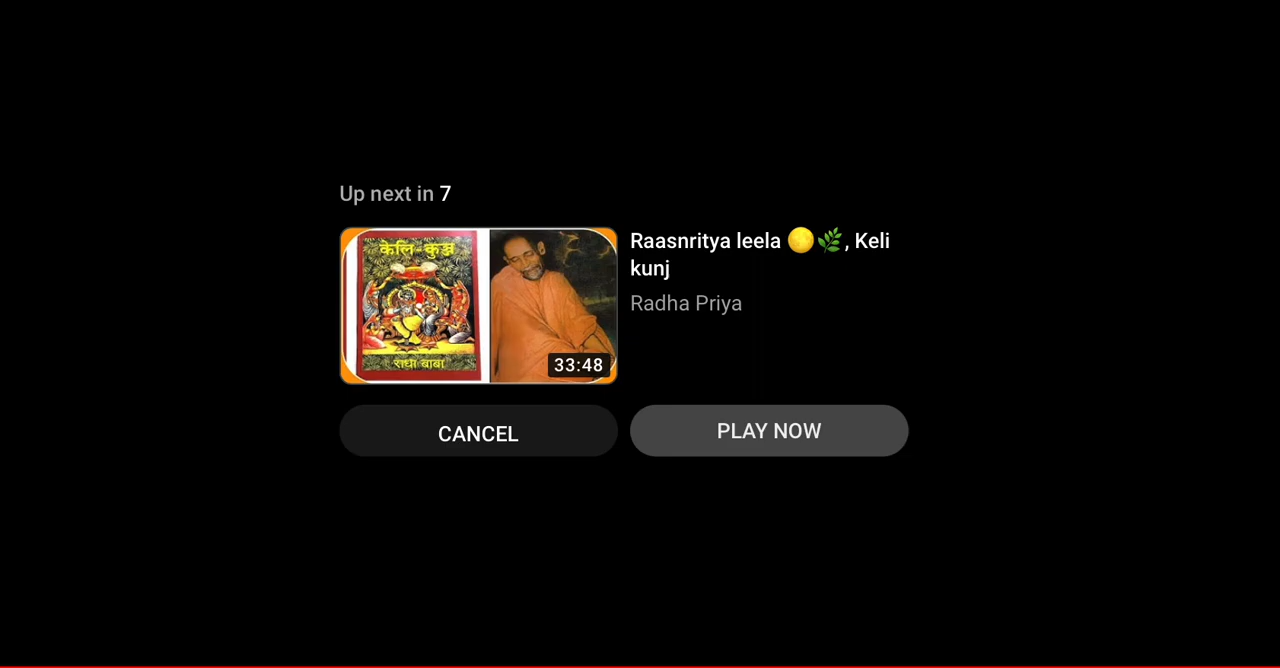 Up next in 7
केलि-कुञ्ज
राधा बाबा
33:48
Raasnritya leela 🌕🌿, Keli
kunj
Radha Priya
CANCEL
PLAY NOW